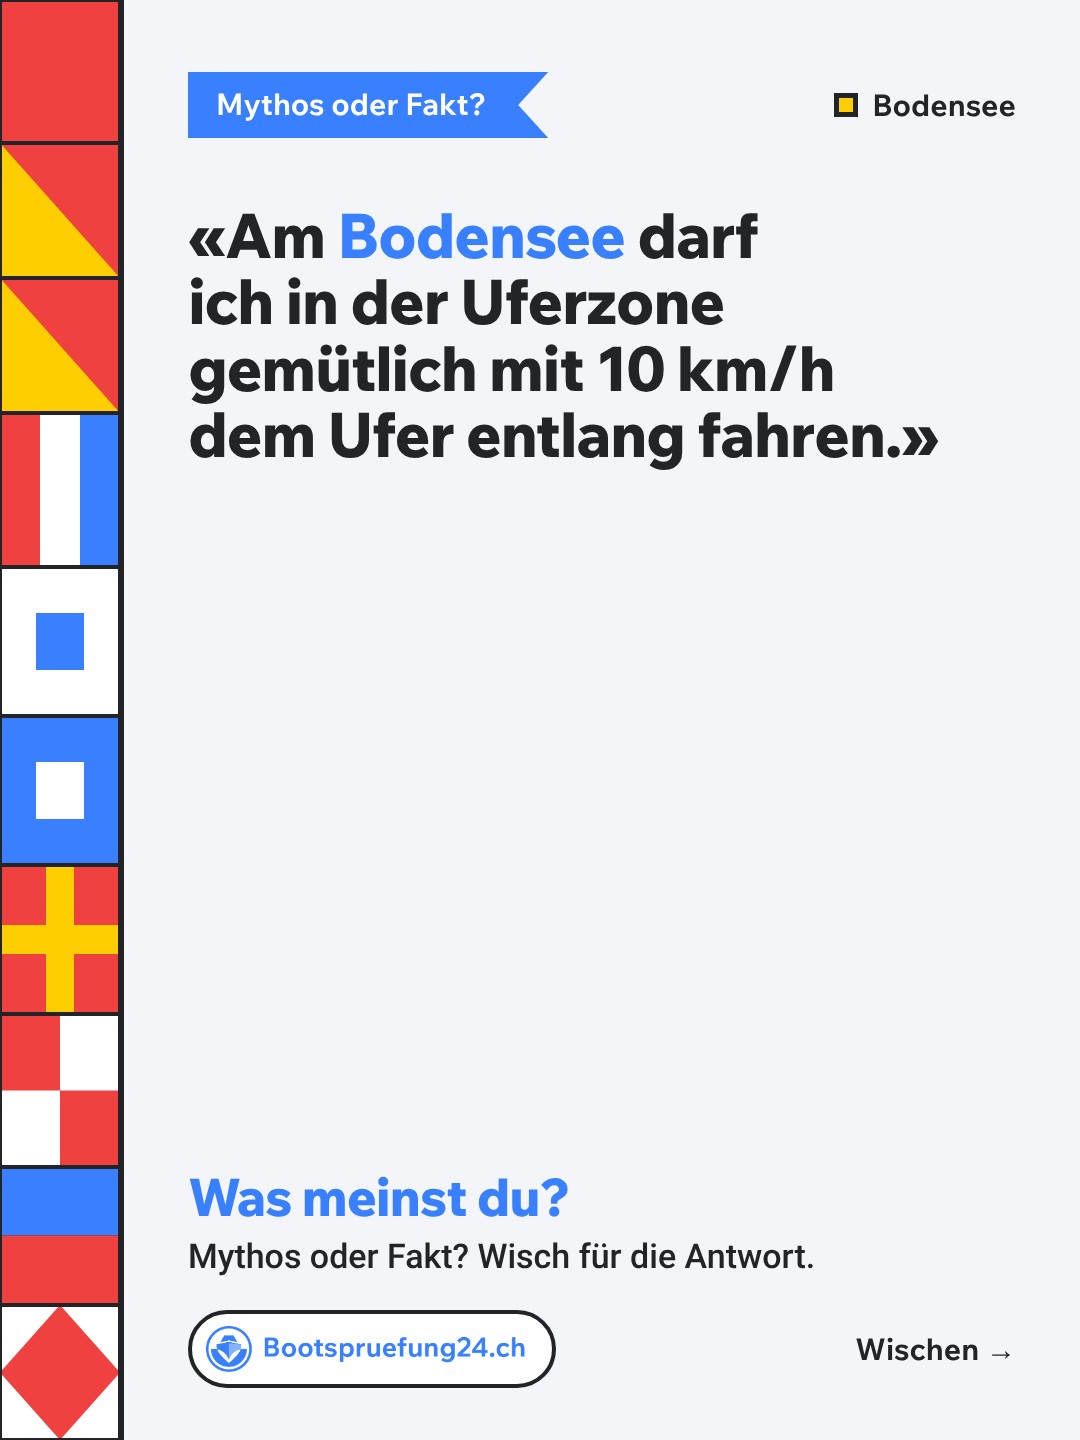 Mythos oder Fakt?
Bodensee
«Am Bodensee darf
ich in der Uferzone
gemütlich mit 10 km/h
dem Ufer entlang fahren.»
Was meinst du?
Mythos oder Fakt? Wisch für die Antwort.
Bootspruefung24.ch
Wischen →